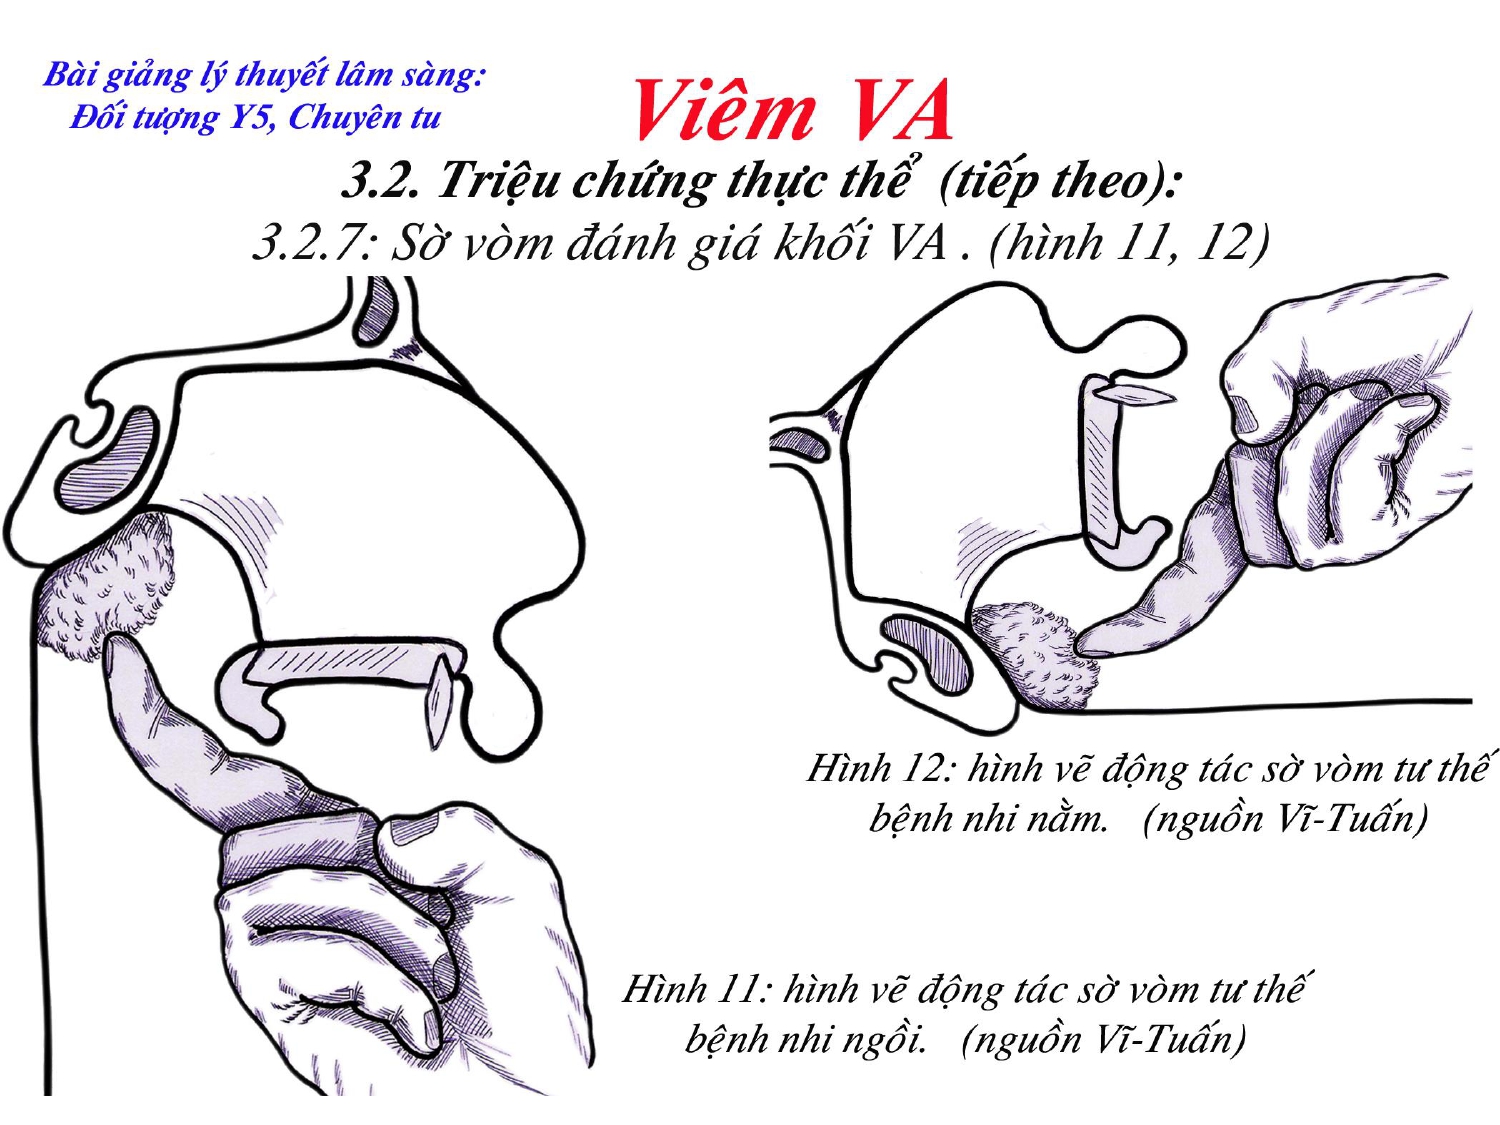 Bài giảng lý thuyết lâm sàng:
Đối tượng Y5, Chuyên tu
Viêm VA
3.2. Triệu chứng thực thể (tiếp theo):
3.2.7: Sờ vòm đánh giá khối VA . (hình 11, 12)
Hình 12: hình vẽ động tác sờ vòm tư thế
bệnh nhi nằm. (nguồn Vĩ-Tuấn)
Hình 11: hình vẽ động tác sờ vòm tư thế
bệnh nhi ngồi. (nguồn Vĩ-Tuấn)